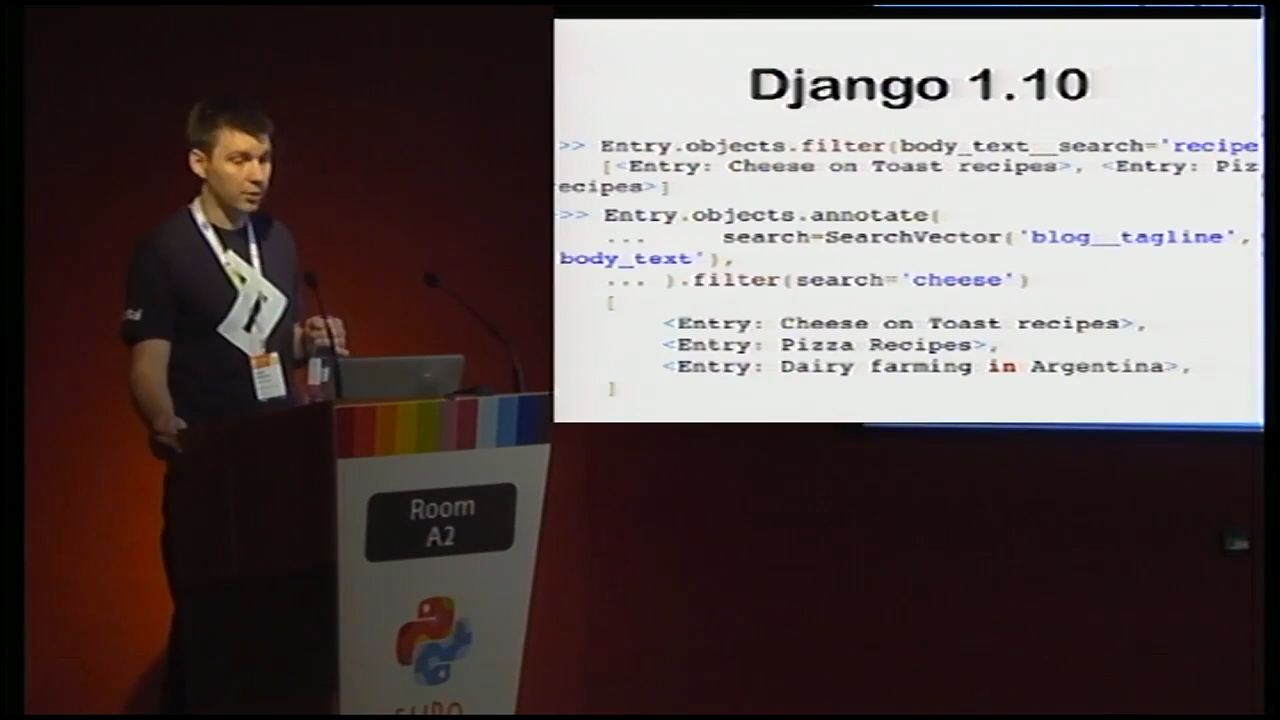 Django 1.10
>> Entry.objects.filter(body_text__search='recipe
[<Entry: Cheese on Toast recipes>, <Entry: Piz
ecipes>]
>> Entry.objects.annotate(
... search=SearchVector('blog__tagline',
body_text'),
... ).filter(search='cheese')
[
<Entry: Cheese on Toast recipes>,
<Entry: Pizza Recipes>,
<Entry: Dairy farming in Argentina>,
]
Room
A2
EURO